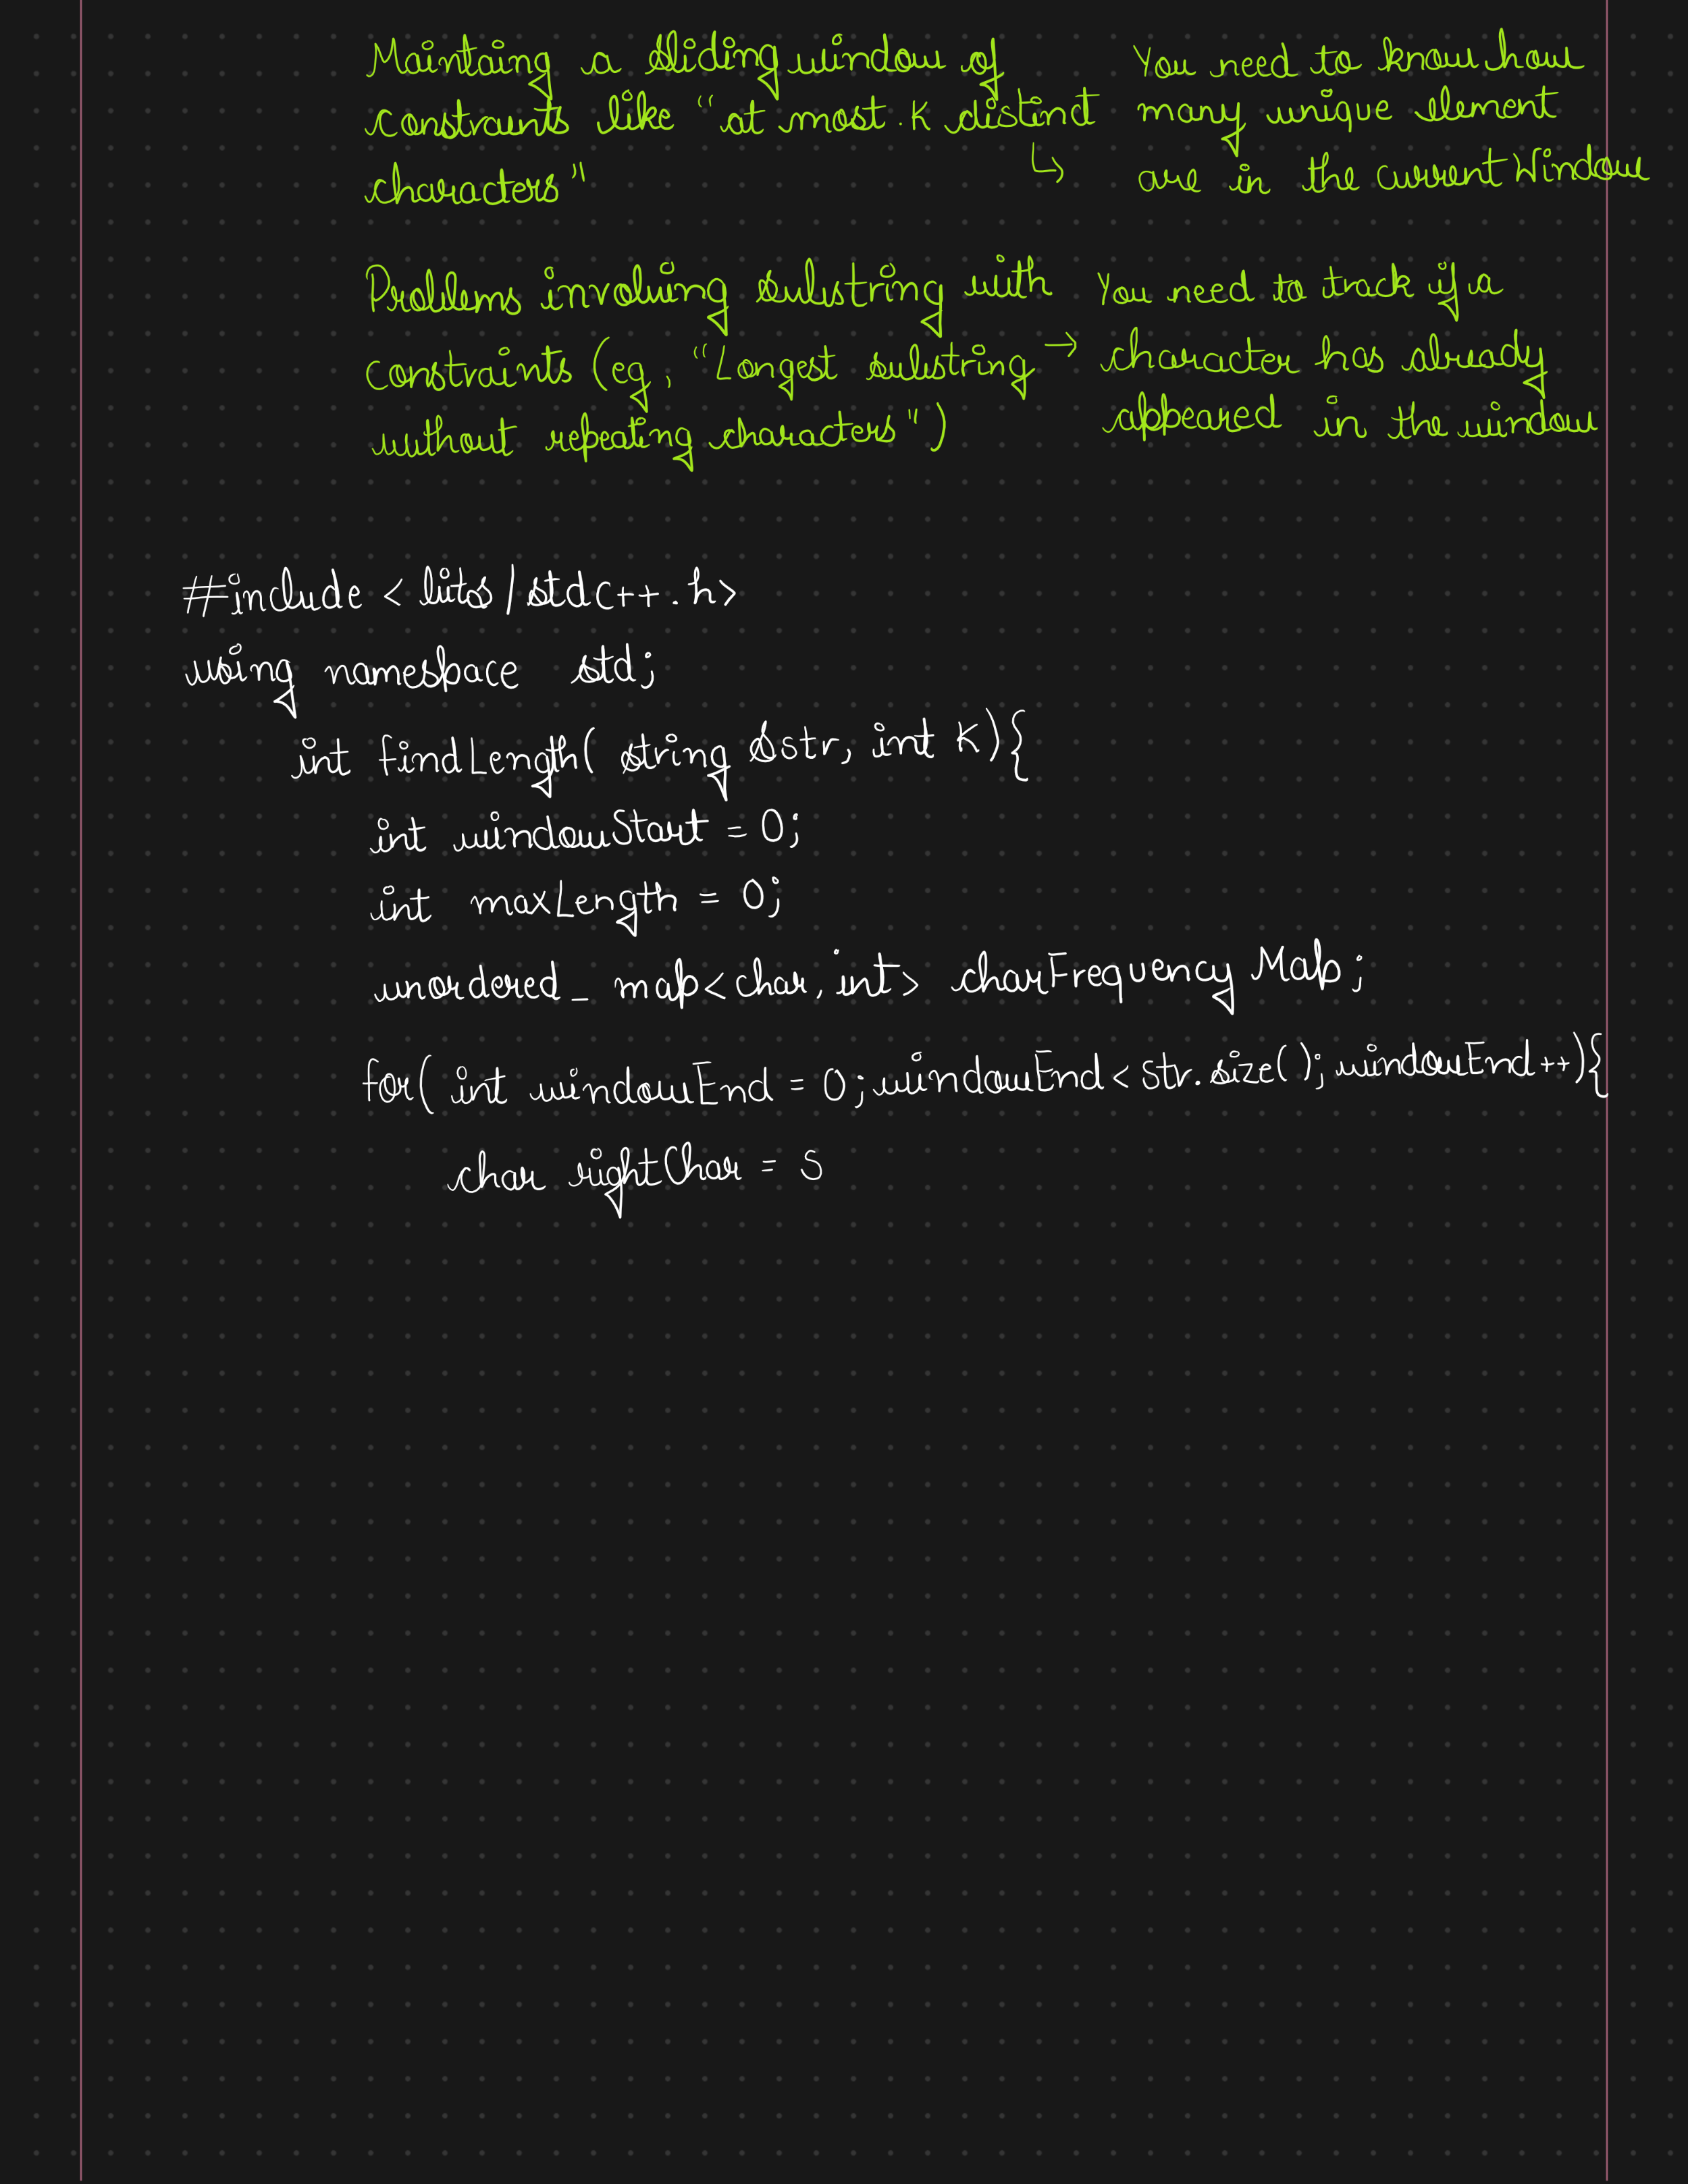 Maintaing a sliding window of
constraints like "at most K distinct
characters"
↳ You need to know how
many unique element
are in the current Window
Problems involving substring with
constraints (eg, "Longest substring
without repeating characters")
→ You need to track if a
character has already
appeared in the window
#include <bits/stdc++.h>
using namespace std;
int findLength( string &str, int K){
int windowStart = 0;
int maxLength = 0;
unordered_map<char, int> charFrequency Map;
for( int windowEnd = 0; windowEnd < str.size(); windowEnd++){
char rightChar = s